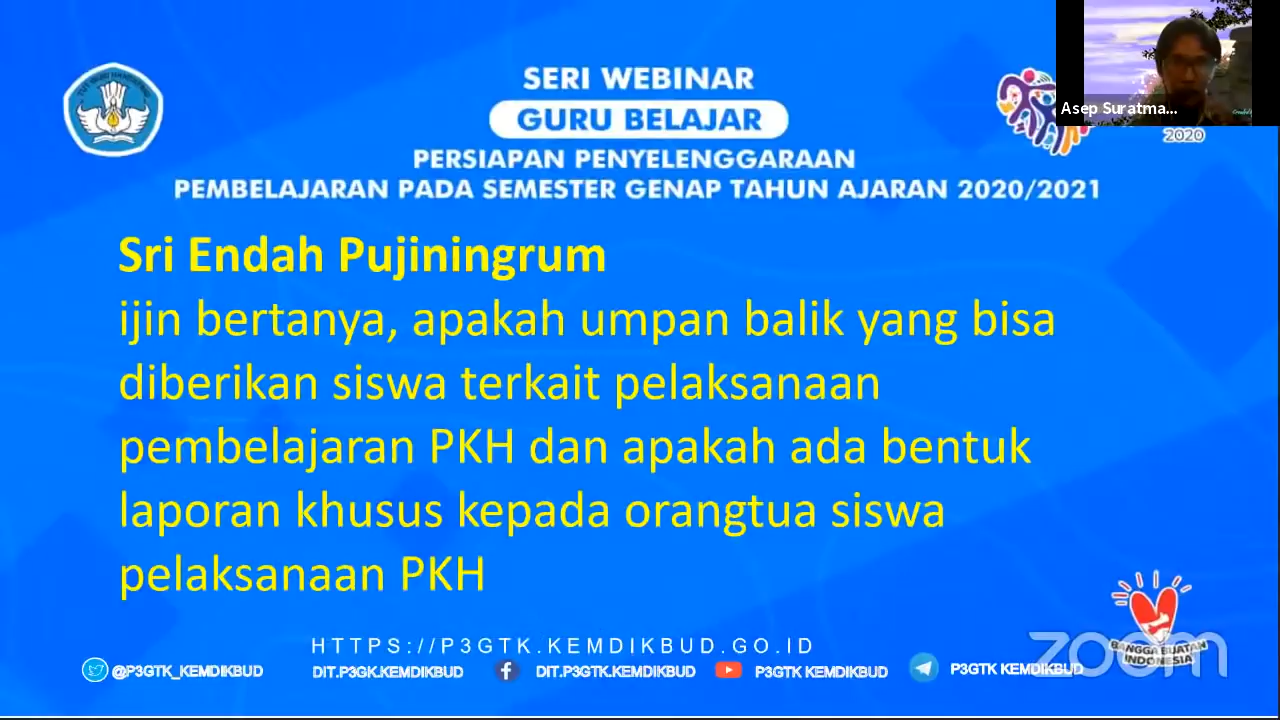 SERI WEBINAR
GURU BELAJAR
PERSIAPAN PENYELENGGARAAN
PEMBELAJARAN PADA SEMESTER GENAP TAHUN AJARAN 2020/2021
Asep Suratma...
2020
Sri Endah Pujiningrum
ijin bertanya, apakah umpan balik yang bisa
diberikan siswa terkait pelaksanaan
pembelajaran PKH dan apakah ada bentuk
laporan khusus kepada orangtua siswa
pelaksanaan PKH
HTTPS://P3GTK.KEMDIKBUD.GO.ID
@P3GTK_KEMDIKBUD
DIT.P3GK.KEMDIKBUD
DIT.P3GTK.KEMDIKBUD
P3GTK KEMDIKBUD
P3GTK KEMDIKBUD
BANGGA BUATAN
INDONESIA
zoom